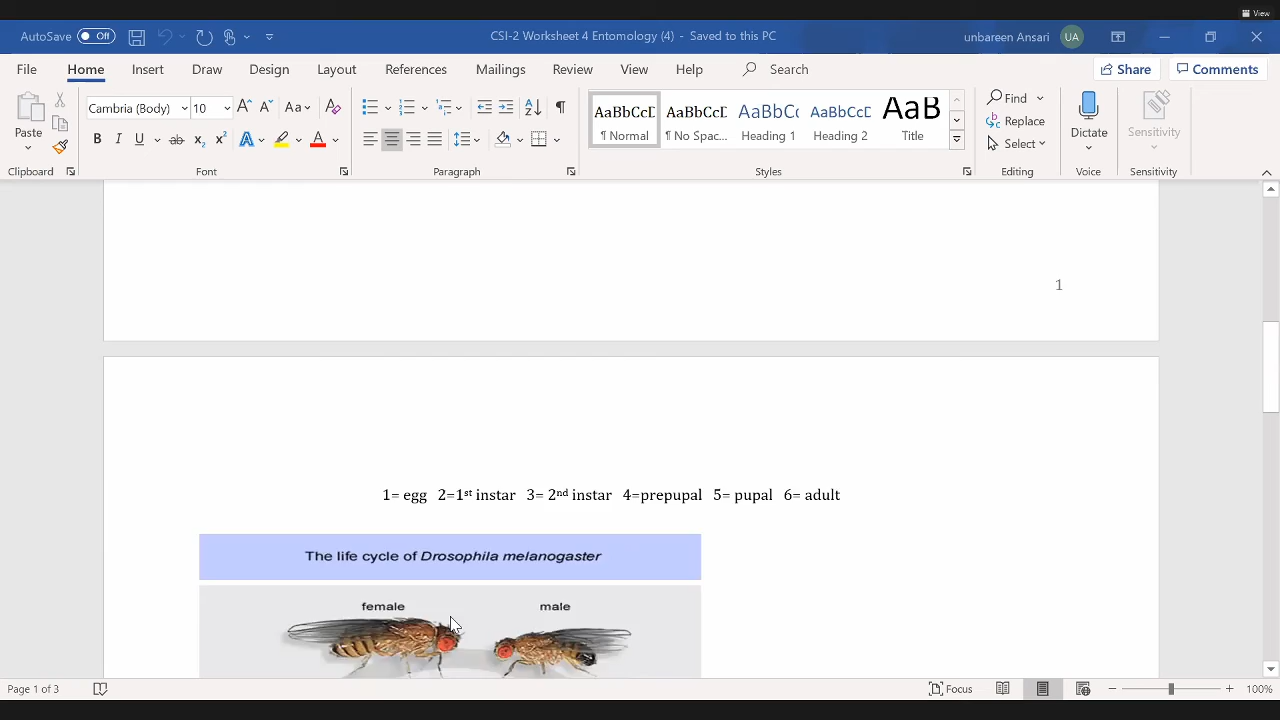 View
AutoSave Off CSI-2 Worksheet 4 Entomology (4) - Saved to this PC unbareen Ansari UA
File Home Insert Draw Design Layout References Mailings Review View Help Search Share Comments
Paste Cambria (Body) 10 Aa AaBbCcDc AaBbCcDc AaBbCc AaBbCcD AaB Find Replace Select Dictate Sensitivity
¶ Normal ¶ No Spac... Heading 1 Heading 2 Title
Clipboard Font Paragraph Styles Editing Voice Sensitivity
1
1= egg 2=1st instar 3= 2nd instar 4=prepupal 5= pupal 6= adult
The life cycle of Drosophila melanogaster
female male
Page 1 of 3 Focus 100%